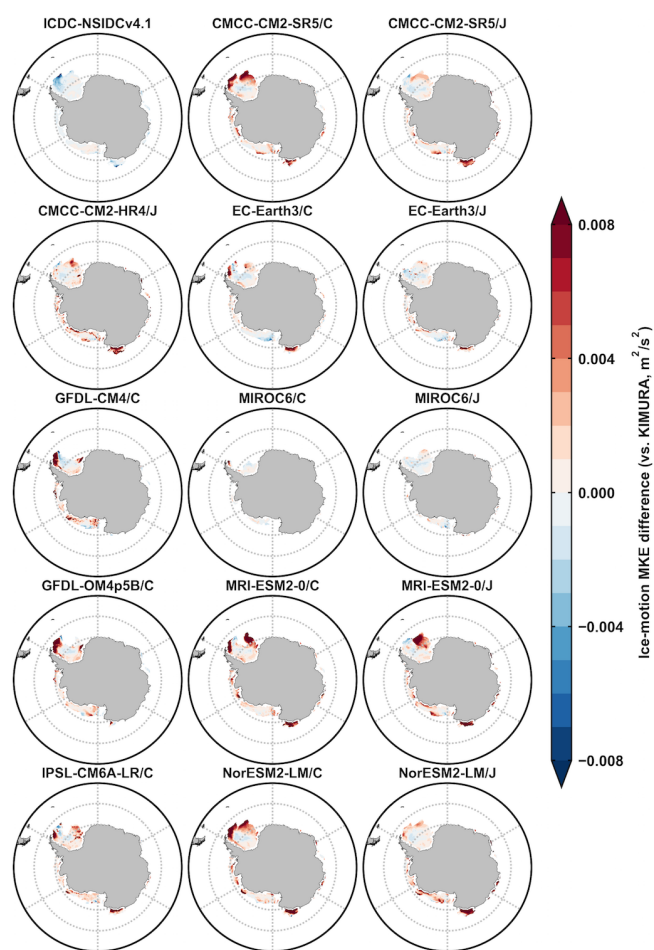 ICDC-NSIDCv4.1
CMCC-CM2-SR5/C
CMCC-CM2-SR5/J
CMCC-CM2-HR4/J
EC-Earth3/C
EC-Earth3/J
GFDL-CM4/C
MIROC6/C
MIROC6/J
GFDL-OM4p5B/C
MRI-ESM2-0/C
MRI-ESM2-0/J
IPSL-CM6A-LR/C
NorESM2-LM/C
NorESM2-LM/J
0.008
0.004
0.000
−0.004
−0.008
Ice-motion MKE difference (vs. KIMURA, m²/s²)